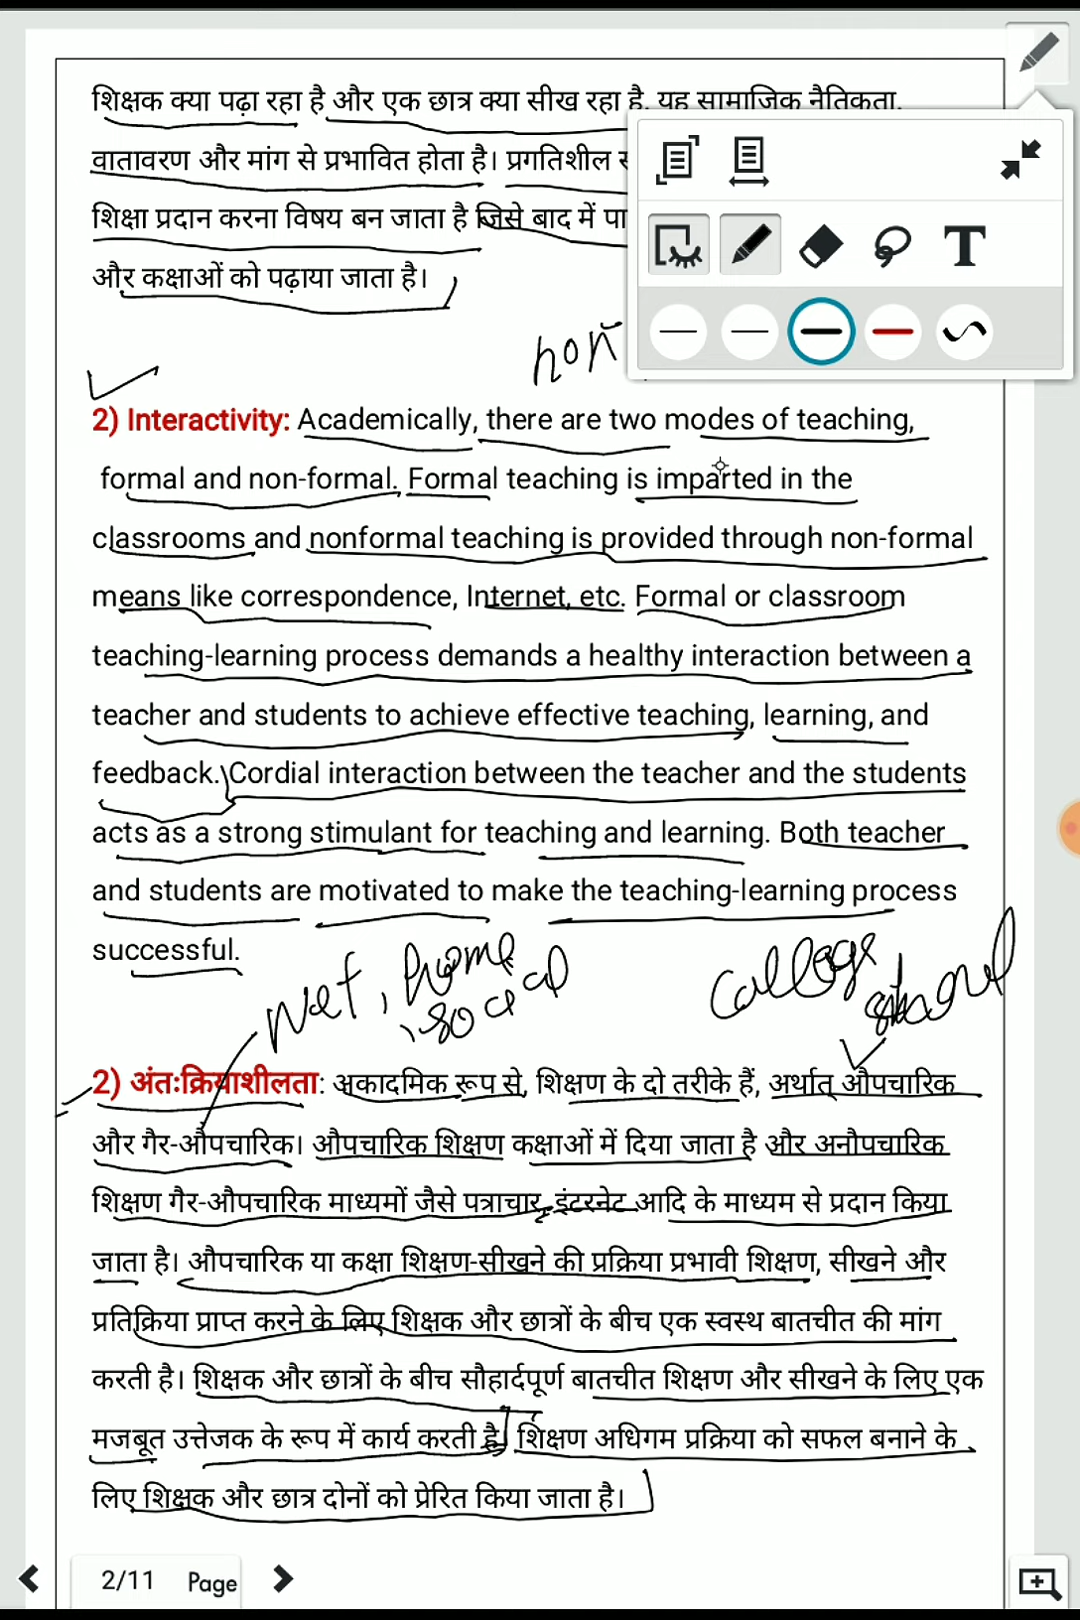 शिक्षक क्या पढ़ा रहा है और एक छात्र क्या सीख रहा है, यह सामाजिक नैतिकता,
वातावरण और मांग से प्रभावित होता है। प्रगतिशील
शिक्षा प्रदान करना विषय बन जाता है जिसे बाद में
और कक्षाओं को पढ़ाया जाता है।
T
non
2) Interactivity: Academically, there are two modes of teaching,
formal and non-formal. Formal teaching is imparted in the
classrooms and nonformal teaching is provided through non-formal
means like correspondence, Internet, etc. Formal or classroom
teaching-learning process demands a healthy interaction between a
teacher and students to achieve effective teaching, learning, and
feedback. Cordial interaction between the teacher and the students
acts as a strong stimulant for teaching and learning. Both teacher
and students are motivated to make the teaching-learning process
successful.
Net, home
, social
2) अंतःक्रियाशीलता: अकादमिक रूप से, शिक्षण के दो तरीके हैं, अर्थात् औपचारिक
और गैर-औपचारिक। औपचारिक शिक्षण कक्षाओं में दिया जाता है और अनौपचारिक
शिक्षण गैर-औपचारिक माध्यमों जैसे पत्राचार, इंटरनेट आदि के माध्यम से प्रदान किया
जाता है। औपचारिक या कक्षा शिक्षण-सीखने की प्रक्रिया प्रभावी शिक्षण, सीखने और
प्रतिक्रिया प्राप्त करने के लिए शिक्षक और छात्रों के बीच एक स्वस्थ बातचीत की मांग
करती है। शिक्षक और छात्रों के बीच सौहार्दपूर्ण बातचीत शिक्षण और सीखने के लिए एक
मजबूत उत्तेजक के रूप में कार्य करती है। शिक्षण अधिगम प्रक्रिया को सफल बनाने के
लिए शिक्षक और छात्र दोनों को प्रेरित किया जाता है।
2/11 Page